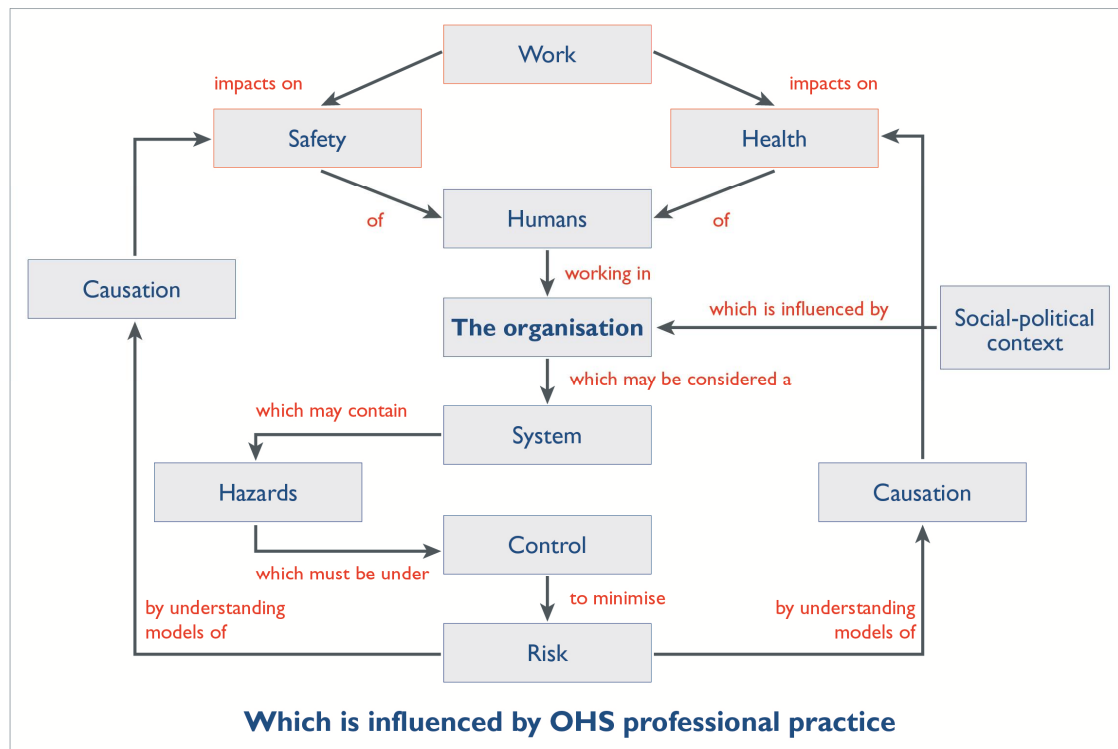 Work
impacts on
impacts on
Safety
Health
of
Humans
of
working in
Causation
The organisation
which is influenced by
Social-political
context
which may be considered a
which may contain
System
Hazards
Causation
Control
which must be under
to minimise
by understanding
models of
by understanding
models of
Risk
Which is influenced by OHS professional practice